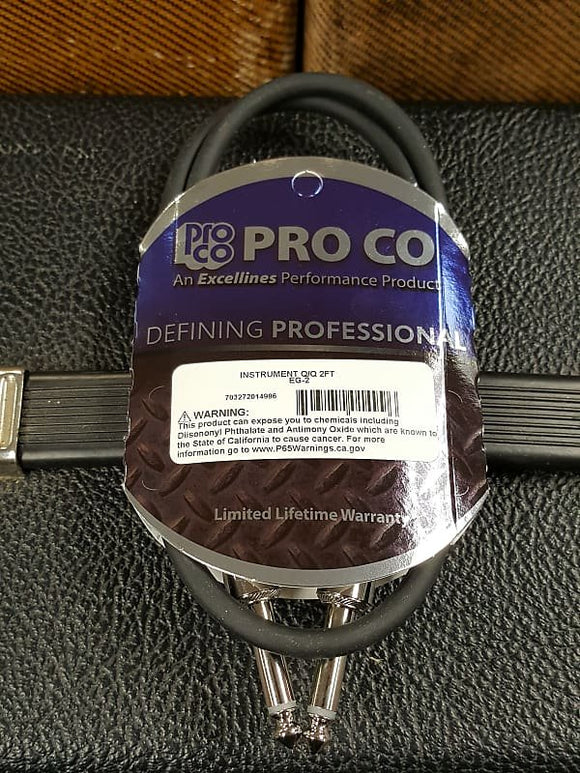 pro
co
PRO CO
An Excellines Performance Product
DEFINING PROFESSIONAL
INSTRUMENT Q/Q 2FT
EG-2
703272014986
WARNING:
This product can expose you to chemicals including
Diisononyl Phthalate and Antimony Oxide which are known to
the State of California to cause cancer. For more
information go to www.P65Warnings.ca.gov
Limited Lifetime Warranty